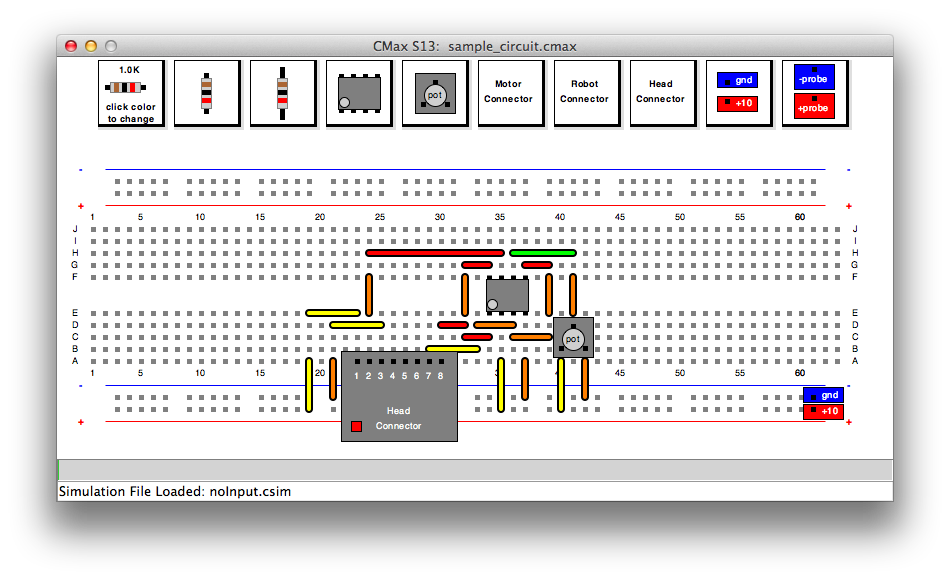 CMax S13: sample_circuit.cmax
1.0K
click color
to change
pot
Motor
Connector
Robot
Connector
Head
Connector
gnd
+10
-probe
+probe
- -
+ +
1 5 10 15 20 25 30 35 40 45 50 55 60
J J
I I
H H
G G
F F
E E
D D
C C
B B
A A
pot
1 5 10 15 20 35 40 45 50 55 60
1 2 3 4 5 6 7 8
Head
Connector
- -
gnd
+10
+ +
Simulation File Loaded: noInput.csim